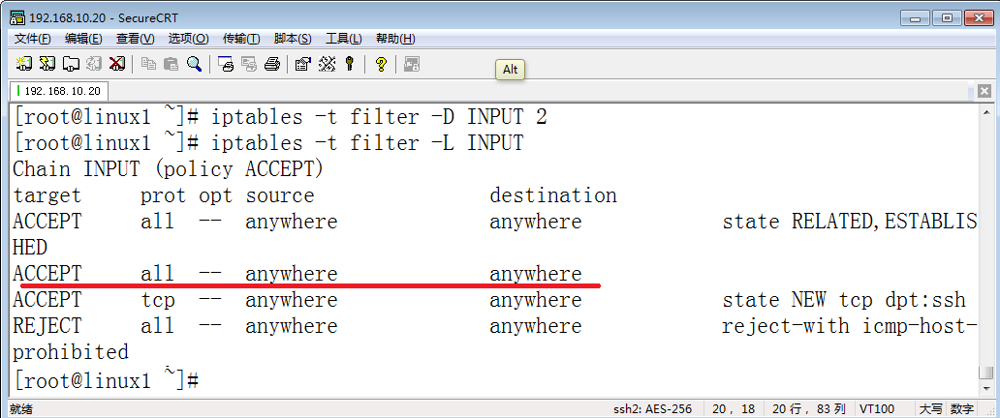 192.168.10.20 - SecureCRT
文件(F) 编辑(E) 查看(V) 选项(O) 传输(T) 脚本(S) 工具(L) 帮助(H)
Alt
192.168.10.20
[root@linux1 ~]# iptables -t filter -D INPUT 2
[root@linux1 ~]# iptables -t filter -L INPUT
Chain INPUT (policy ACCEPT)
target prot opt source destination
ACCEPT all -- anywhere anywhere state RELATED,ESTABLIS
HED
ACCEPT all -- anywhere anywhere
ACCEPT tcp -- anywhere anywhere state NEW tcp dpt:ssh
REJECT all -- anywhere anywhere reject-with icmp-host-
prohibited
[root@linux1 ~]#
就绪 ssh2: AES-256 20, 18 20 行, 83 列 VT100 大写 数字